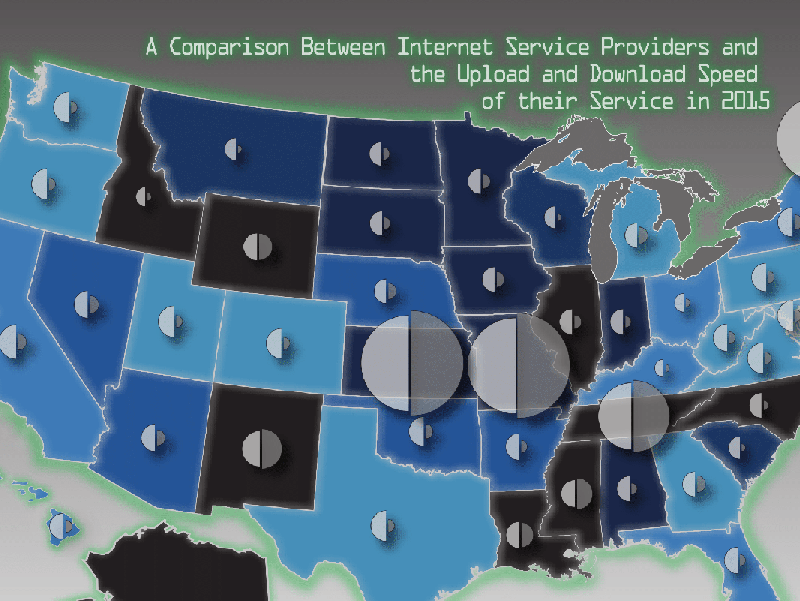 A Comparison Between Internet Service Providers and
the Upload and Download Speed
of their Service in 2015